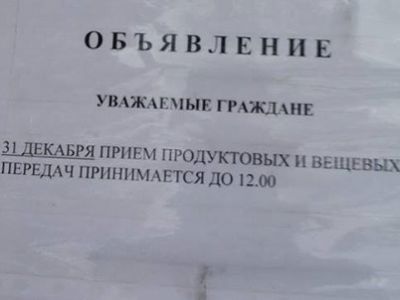 ОБЪЯВЛЕНИЕ
УВАЖАЕМЫЕ ГРАЖДАНЕ
31 ДЕКАБРЯ ПРИЕМ ПРОДУКТОВЫХ И ВЕЩЕВЫХ
ПЕРЕДАЧ ПРИНИМАЕТСЯ ДО 12.00